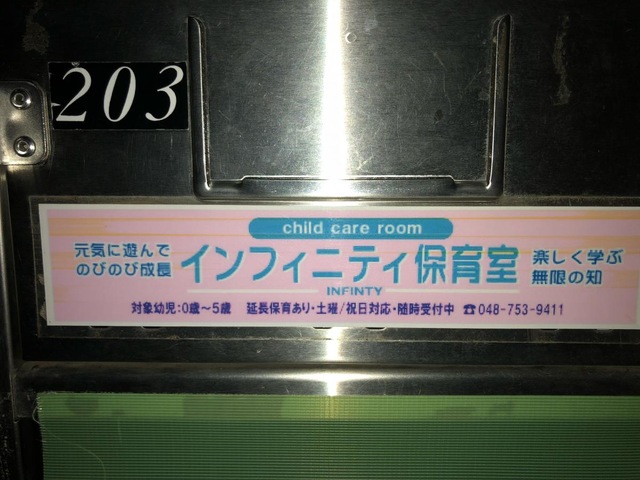 203
child care room
元気に遊んで
のびのび成長
インフィニティ保育室
INFINTY
楽しく学ぶ
無限の知
対象幼児:0歳～5歳 延長保育あり・土曜/祝日対応・随時受付中 ☎048-753-9411